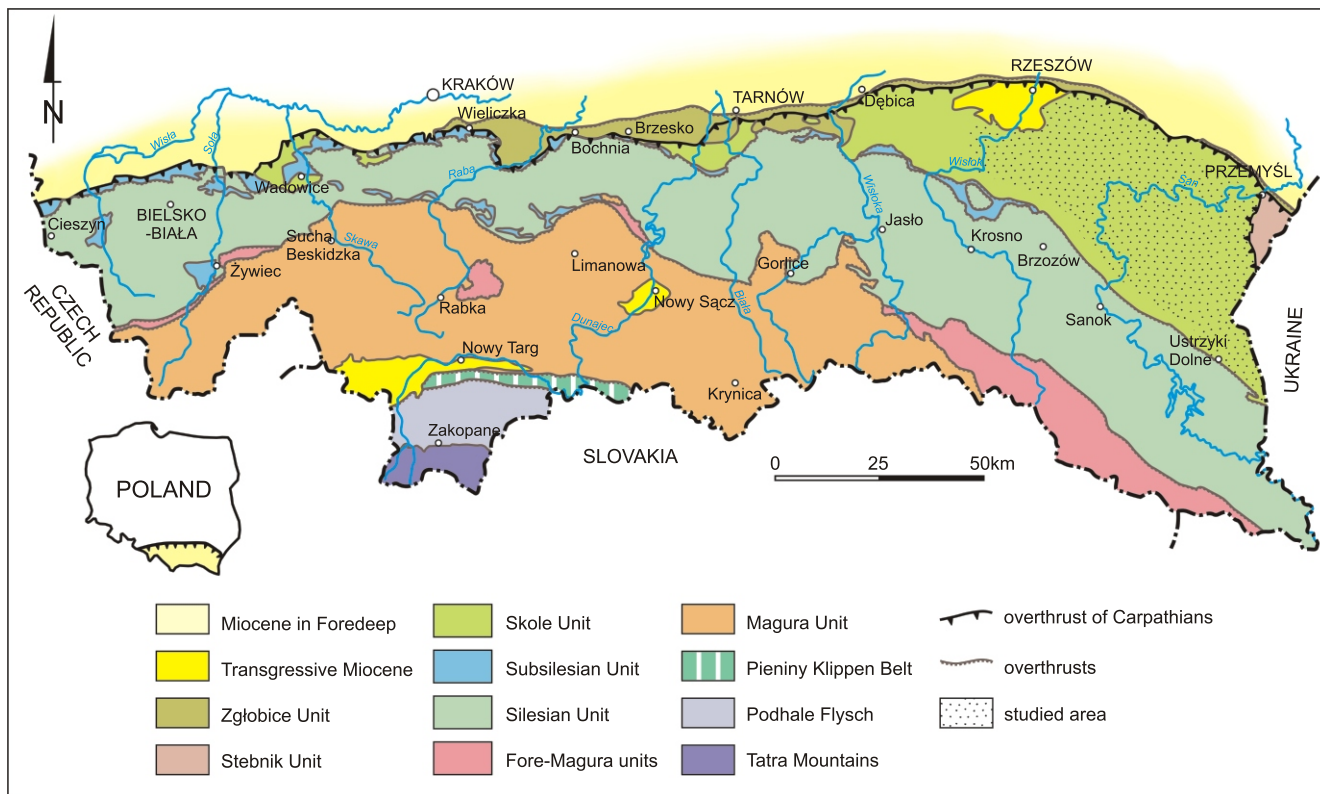 N
KRAKÓW
Wieliczka
Wisła
Soła
Wadowice
Raba
Bochnia
Brzesko
TARNÓW
Dębica
RZESZÓW
Wisłok
PRZEMYŚL
San
Cieszyn
BIELSKO
-BIAŁA
Sucha
Beskidzka
Skawa
Żywiec
Rabka
Limanowa
Gorlice
Wisłoka
Jasło
Krosno
Brzozów
Nowy Sącz
Biała
Dunajec
Sanok
Ustrzyki
Dolne
Nowy Targ
Krynica
Zakopane
CZECH
REPUBLIC
SLOVAKIA
UKRAINE
0 25 50km
POLAND
Miocene in Foredeep
Transgressive Miocene
Zgłobice Unit
Stebnik Unit
Skole Unit
Subsilesian Unit
Silesian Unit
Fore-Magura units
Magura Unit
Pieniny Klippen Belt
Podhale Flysch
Tatra Mountains
overthrust of Carpathians
overthrusts
studied area